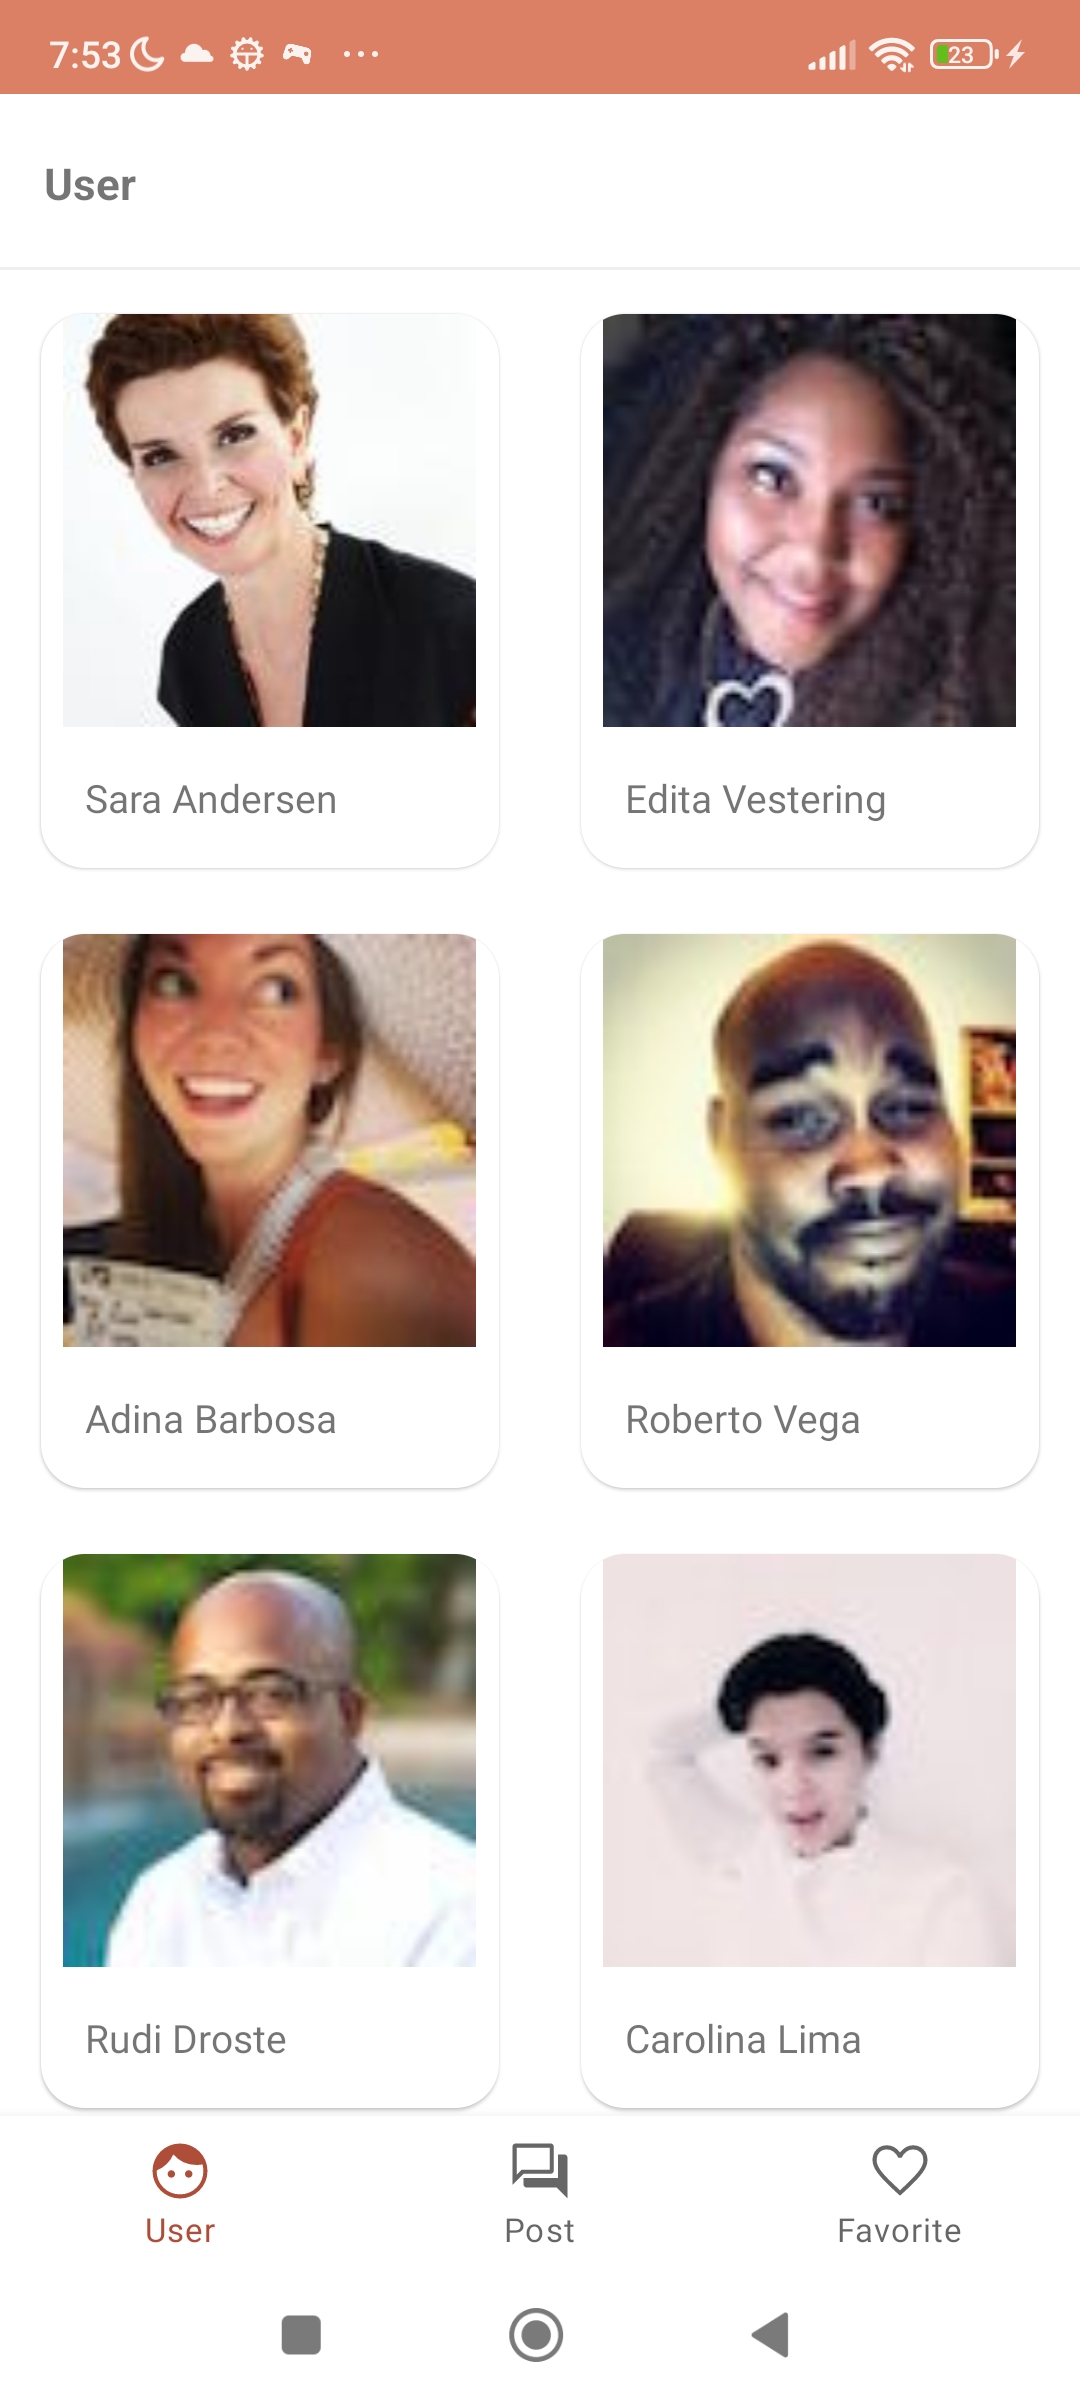 7:53
23
User
Sara Andersen
Edita Vestering
Adina Barbosa
Roberto Vega
Rudi Droste
Carolina Lima
User
Post
Favorite